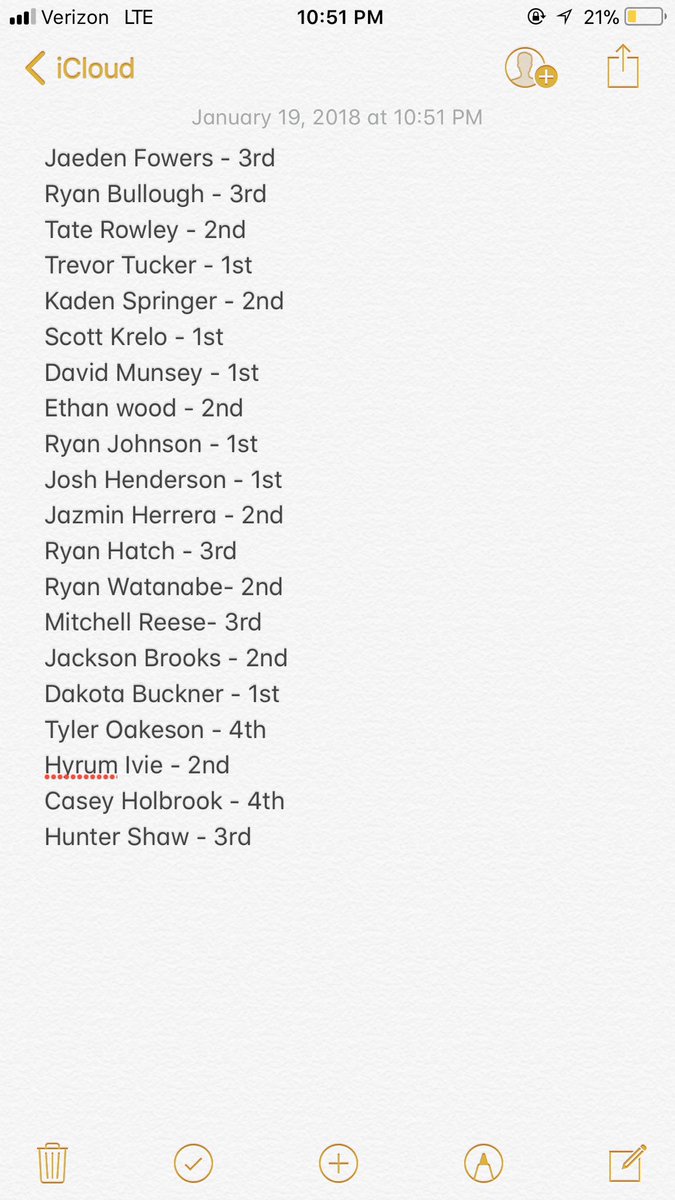 Verizon LTE 10:51 PM 21%
iCloud
January 19, 2018 at 10:51 PM
Jaeden Fowers - 3rd
Ryan Bullough - 3rd
Tate Rowley - 2nd
Trevor Tucker - 1st
Kaden Springer - 2nd
Scott Krelo - 1st
David Munsey - 1st
Ethan wood - 2nd
Ryan Johnson - 1st
Josh Henderson - 1st
Jazmin Herrera - 2nd
Ryan Hatch - 3rd
Ryan Watanabe- 2nd
Mitchell Reese- 3rd
Jackson Brooks - 2nd
Dakota Buckner - 1st
Tyler Oakeson - 4th
Hyrum Ivie - 2nd
Casey Holbrook - 4th
Hunter Shaw - 3rd